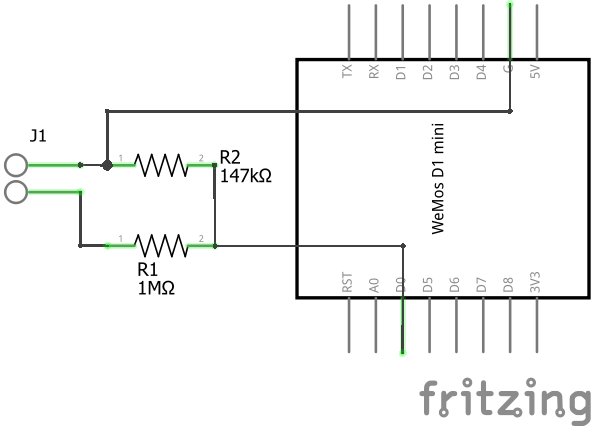 TX RX D1 D2 D3 D4 G 5V
J1
1 2 R2
147kΩ
WeMos D1 mini
1 2
R1
1MΩ
RST A0 D0 D5 D6 D7 D8 3V3
fritzing